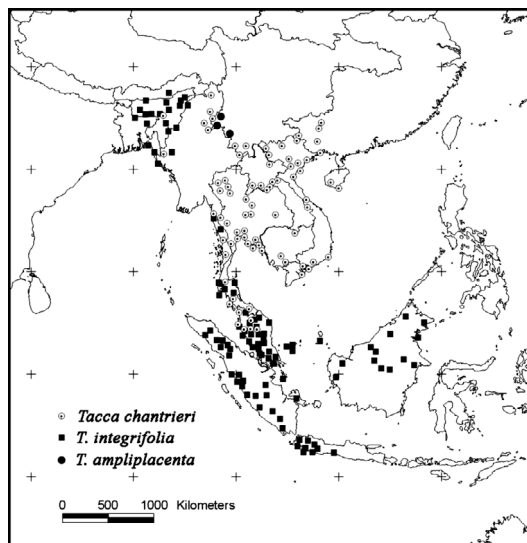 Tacca chantrieri
T. integrifolia
T. ampliplacenta
0 500 1000 Kilometers